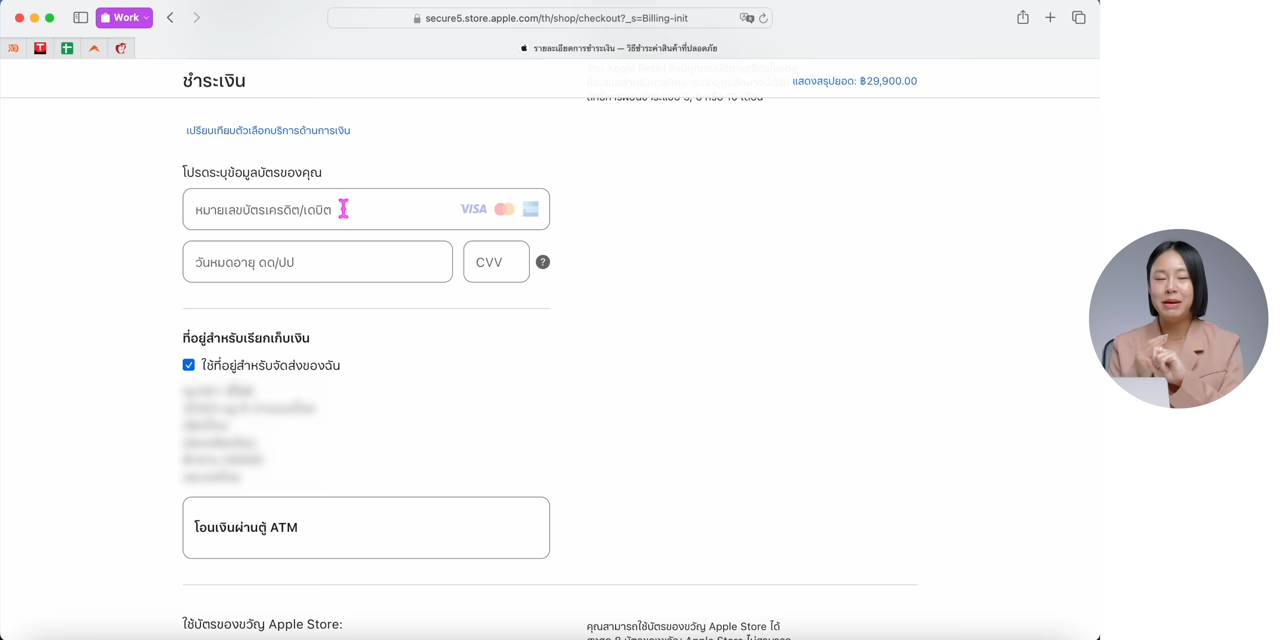 Work
secure5.store.apple.com/th/shop/checkout?_s=Billing-init
รายละเอียดการชำระเงิน — วิธีชำระค่าสินค้าที่ปลอดภัย
ชำระเงิน
แสดงสรุปยอด: ฿29,900.00
เปรียบเทียบตัวเลือกบริการด้านการเงิน
โปรดระบุข้อมูลบัตรของคุณ
หมายเลขบัตรเครดิต/เดบิต
VISA
วันหมดอายุ ดด/ปป
CVV
?
ที่อยู่สำหรับเรียกเก็บเงิน
ใช้ที่อยู่สำหรับจัดส่งของฉัน
โอนเงินผ่านตู้ ATM
ใช้บัตรของขวัญ Apple Store:
คุณสามารถใช้บัตรของขวัญ Apple Store ได้